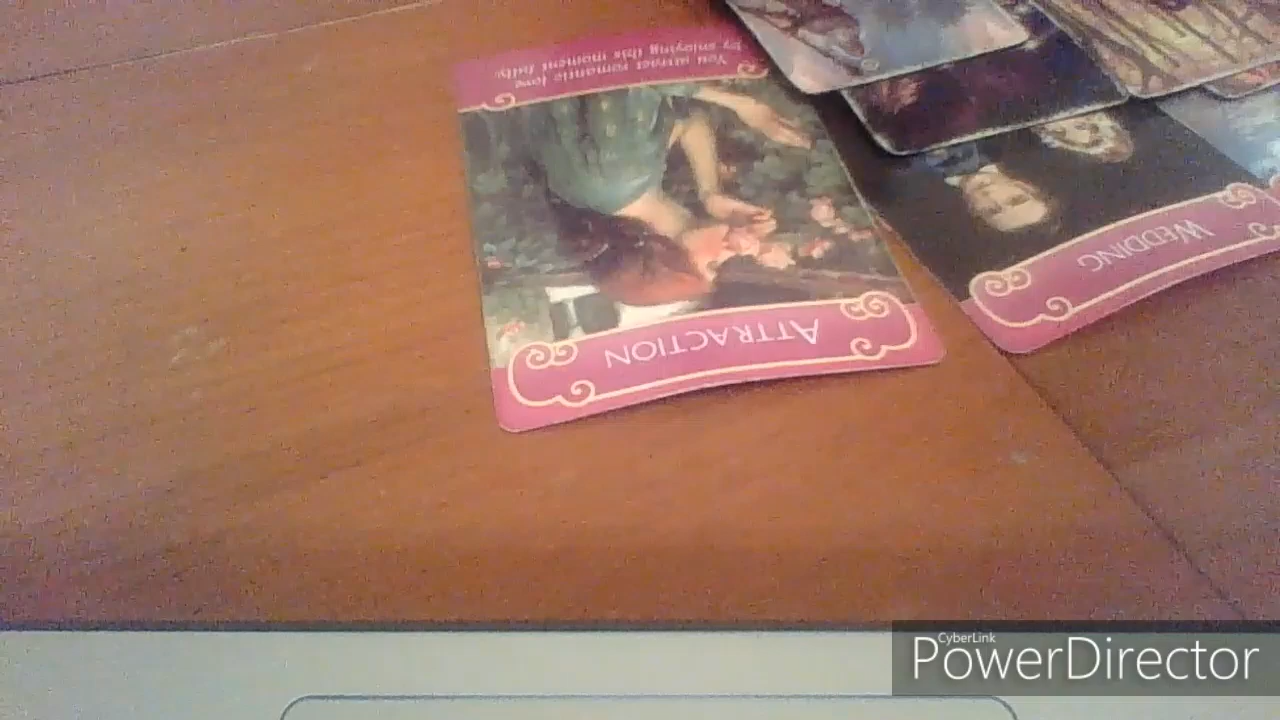 You attract romantic love
by enjoying this moment fully.
ATTRACTION
WEDDING
CyberLink
PowerDirector